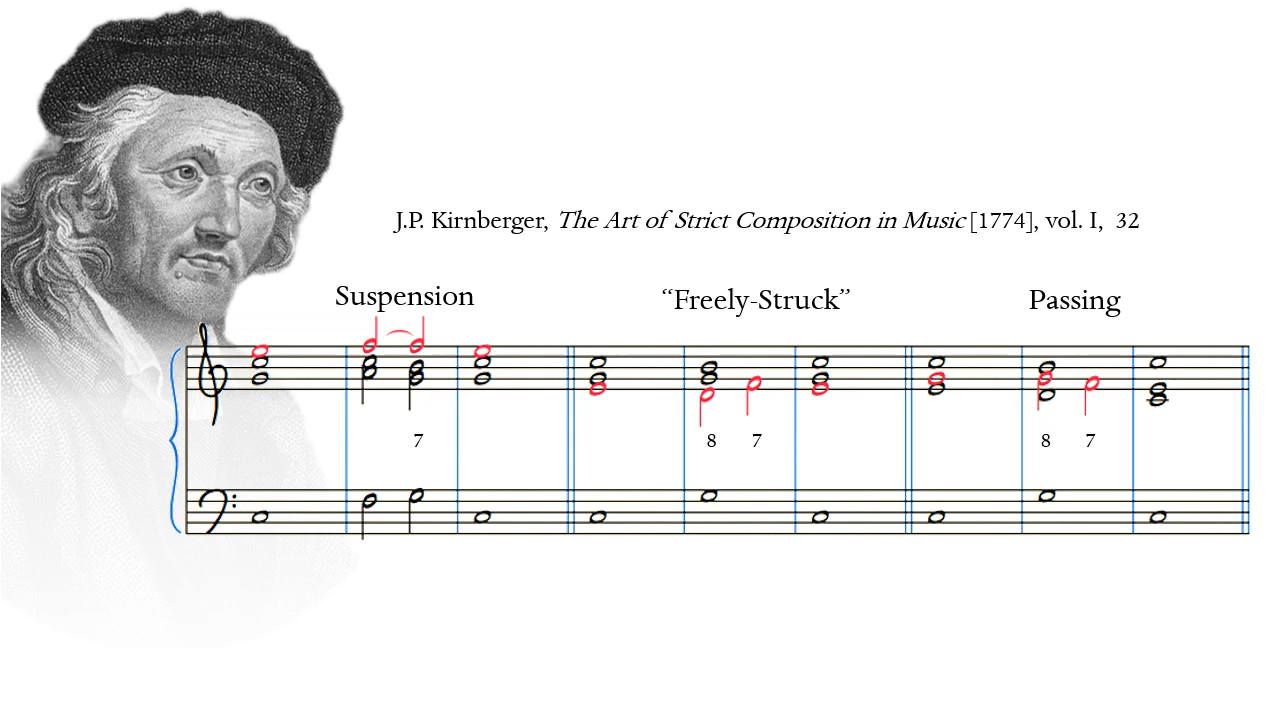 J.P. Kirnberger, The Art of Strict Composition in Music [1774], vol. I, 32
Suspension
“Freely-Struck”
Passing
7
8 7
8 7